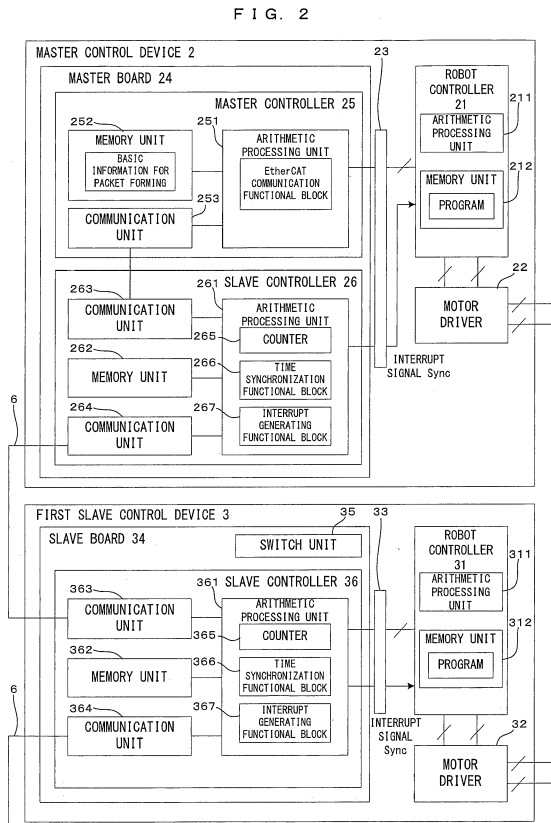 FIG. 2
MASTER CONTROL DEVICE 2
23
MASTER BOARD 24
MASTER CONTROLLER 25
252
251
MEMORY UNIT
BASIC
INFORMATION FOR
PACKET FORMING
253
COMMUNICATION
UNIT
ARITHMETIC
PROCESSING UNIT
EtherCAT
COMMUNICATION
FUNCTIONAL BLOCK
ROBOT
CONTROLLER
21
211
ARITHMETIC
PROCESSING
UNIT
212
MEMORY UNIT
PROGRAM
22
MOTOR
DRIVER
INTERRUPT
SIGNAL Sync
SLAVE CONTROLLER 26
263
261
COMMUNICATION
UNIT
262
MEMORY UNIT
264
COMMUNICATION
UNIT
ARITHMETIC
PROCESSING UNIT
265
COUNTER
266
TIME
SYNCHRONIZATION
FUNCTIONAL BLOCK
267
INTERRUPT
GENERATING
FUNCTIONAL BLOCK
6
FIRST SLAVE CONTROL DEVICE 3
33
SLAVE BOARD 34
35
SWITCH UNIT
SLAVE CONTROLLER 36
363
361
COMMUNICATION
UNIT
362
MEMORY UNIT
364
COMMUNICATION
UNIT
ARITHMETIC
PROCESSING UNIT
365
COUNTER
366
TIME
SYNCHRONIZATION
FUNCTIONAL BLOCK
367
INTERRUPT
GENERATING
FUNCTIONAL BLOCK
ROBOT
CONTROLLER
31
311
ARITHMETIC
PROCESSING
UNIT
312
MEMORY UNIT
PROGRAM
INTERRUPT
SIGNAL Sync
32
MOTOR
DRIVER
6